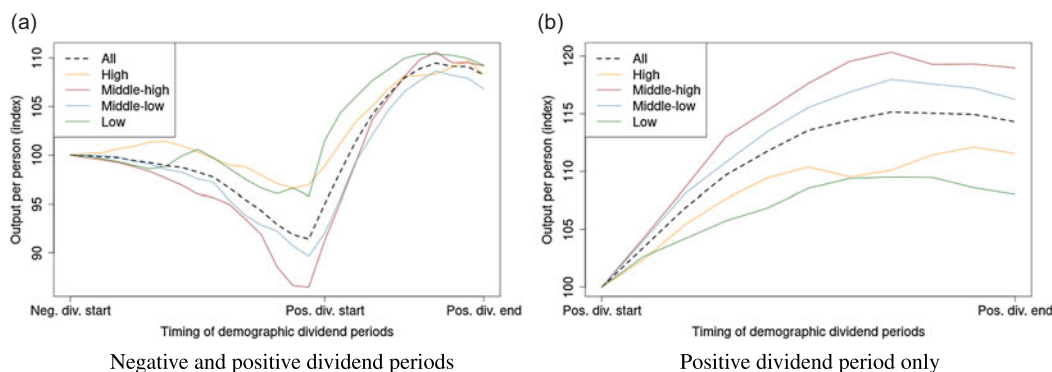 (a)
Output per person (index)
110
105
100
95
90
All
High
Middle-high
Middle-low
Low
Neg. div. start
Pos. div. start
Pos. div. end
Timing of demographic dividend periods
Negative and positive dividend periods
(b)
Output per person (index)
120
115
110
105
100
All
High
Middle-high
Middle-low
Low
Pos. div. start
Pos. div. end
Timing of demographic dividend periods
Positive dividend period only